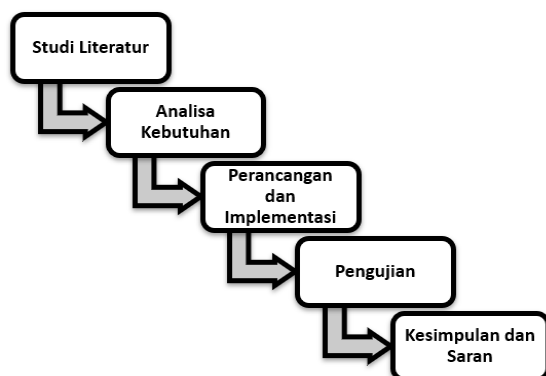 Studi Literatur
Analisa
Kebutuhan
Perancangan
dan
Implementasi
Pengujian
Kesimpulan dan
Saran